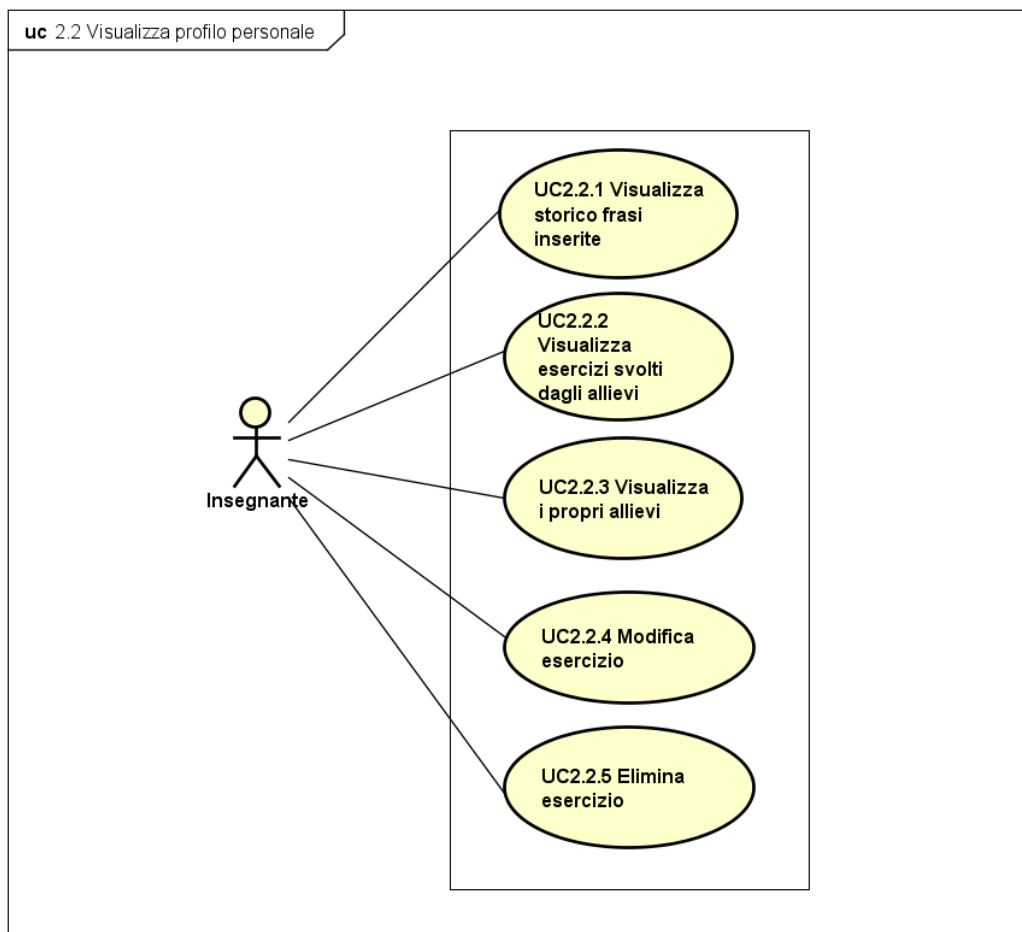 uc 2.2 Visualizza profilo personale
UC2.2.1 Visualizza
storico frasi
inserite
UC2.2.2
Visualizza
esercizi svolti
dagli allievi
Insegnante
UC2.2.3 Visualizza
i propri allievi
UC2.2.4 Modifica
esercizio
UC2.2.5 Elimina
esercizio